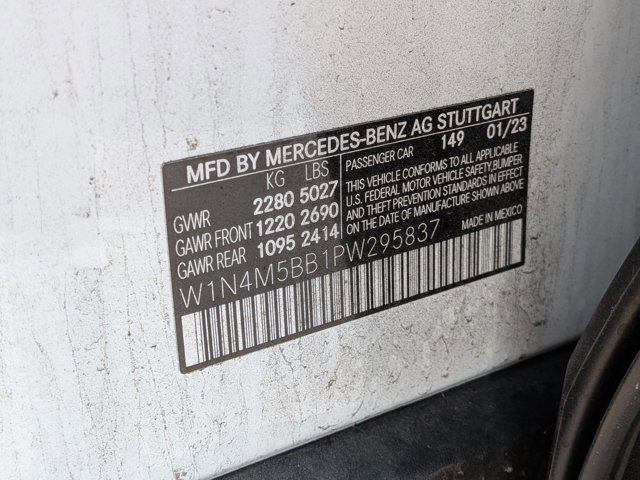 MFD BY MERCEDES-BENZ AG STUTTGART
KG LBS
GVWR 2280 5027
GAWR FRONT 1220 2690
GAWR REAR 1095 2414
PASSENGER CAR 149 01/23
THIS VEHICLE CONFORMS TO ALL APPLICABLE
U.S. FEDERAL MOTOR VEHICLE SAFETY,BUMPER
AND THEFT PREVENTION STANDARDS IN EFFECT
ON THE DATE OF MANUFACTURE SHOWN ABOVE
MADE IN MEXICO
W1N4M5BB1PW295837